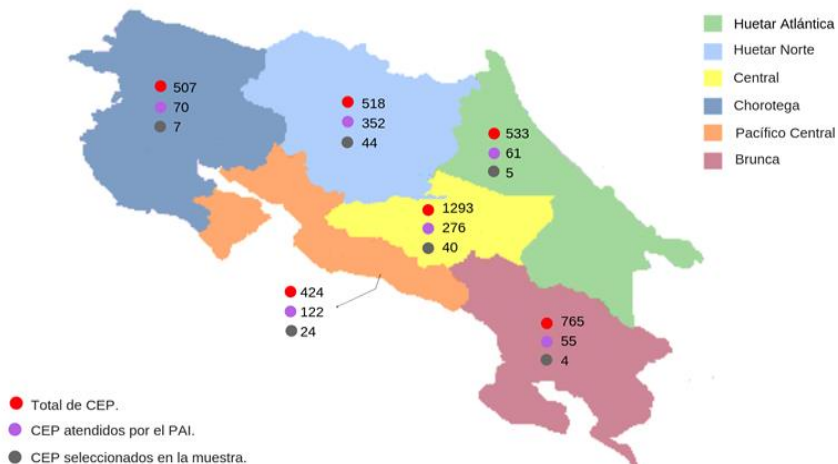 Huetar Atlántica
Huetar Norte
Central
Chorotega
Pacífico Central
Brunca
507
70
7
518
352
44
533
61
5
1293
276
40
424
122
24
765
55
4
Total de CEP.
CEP atendidos por el PAI.
CEP seleccionados en la muestra.